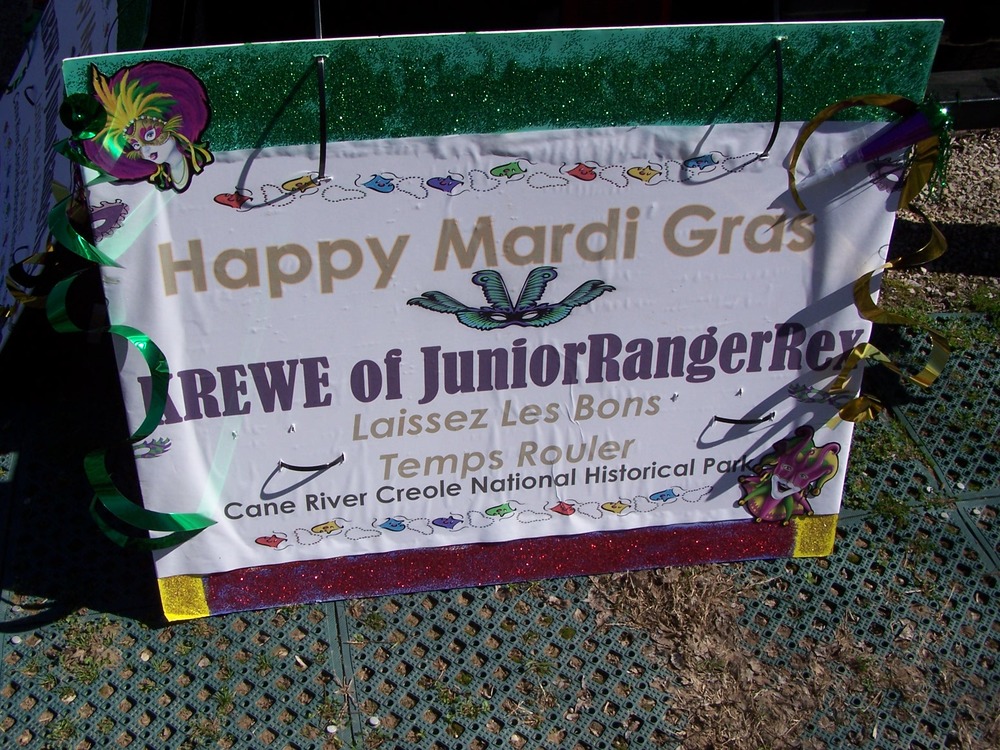 Happy Mardi Gras
KREWE of JuniorRangerRex
Laissez Les Bons
Temps Rouler
Cane River Creole National Historical Park